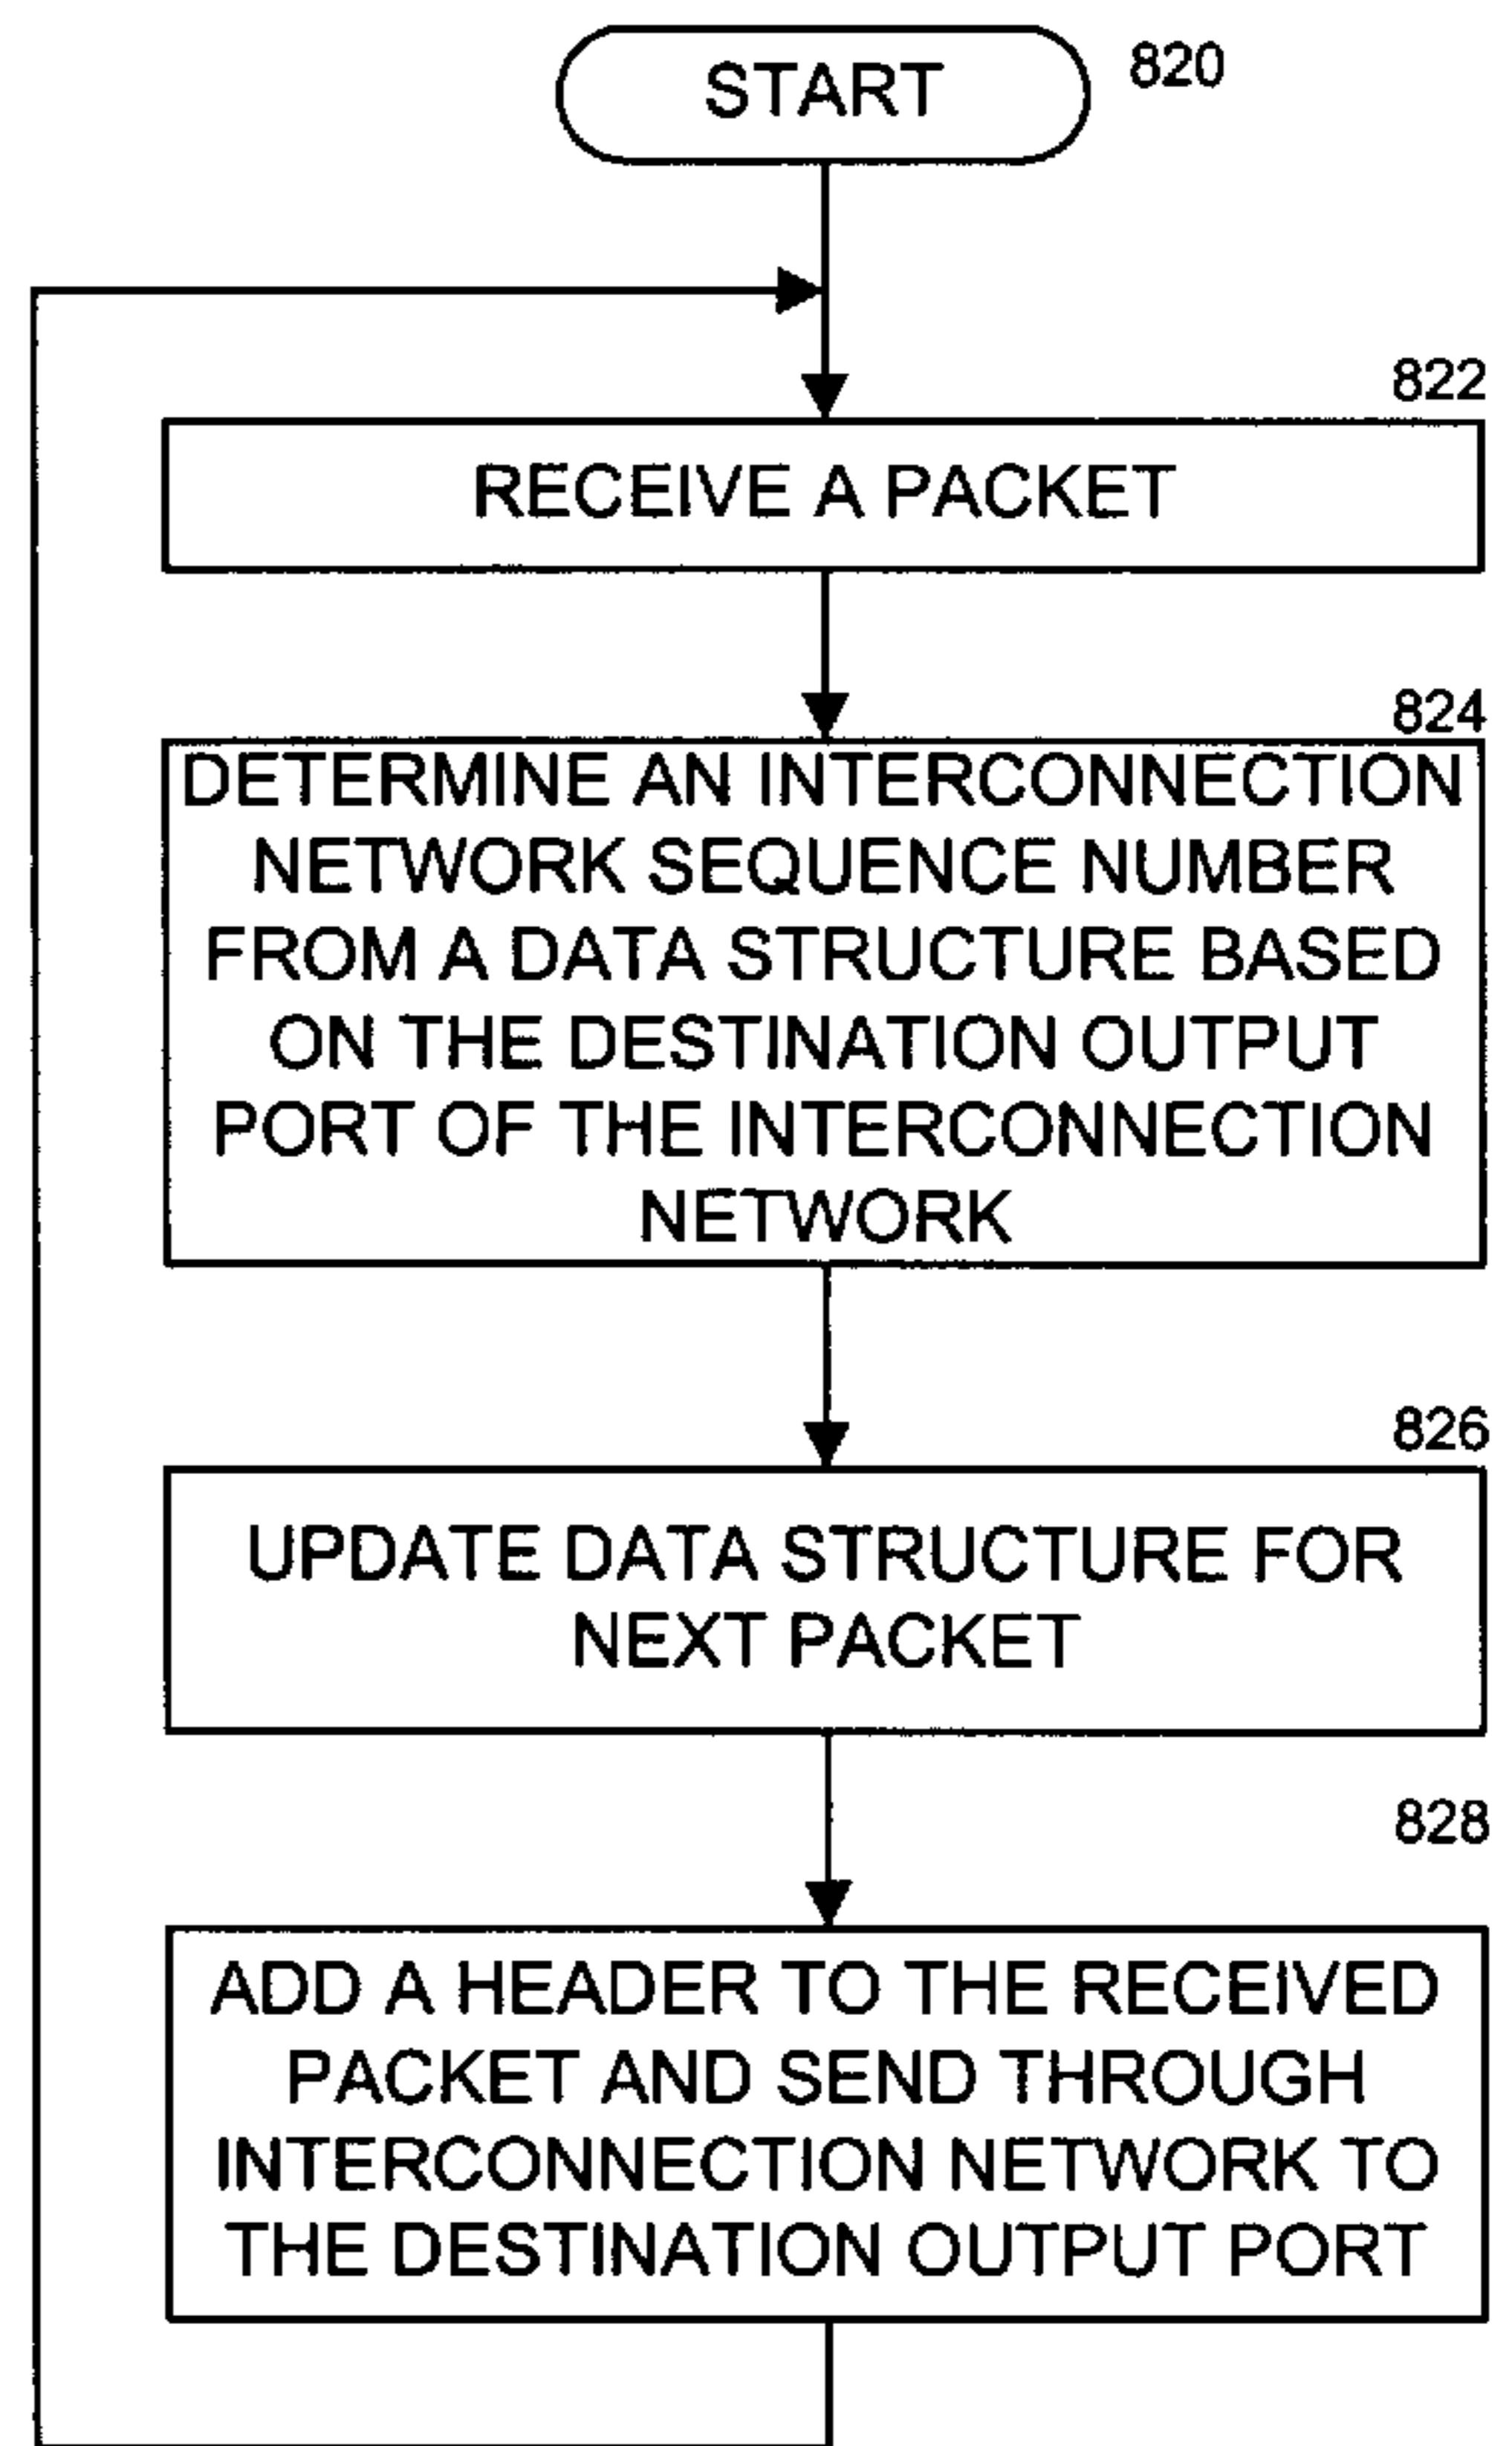 START
820
822
RECEIVE A PACKET
824
DETERMINE AN INTERCONNECTION
NETWORK SEQUENCE NUMBER
FROM A DATA STRUCTURE BASED
ON THE DESTINATION OUTPUT
PORT OF THE INTERCONNECTION
NETWORK
826
UPDATE DATA STRUCTURE FOR
NEXT PACKET
828
ADD A HEADER TO THE RECEIVED
PACKET AND SEND THROUGH
INTERCONNECTION NETWORK TO
THE DESTINATION OUTPUT PORT